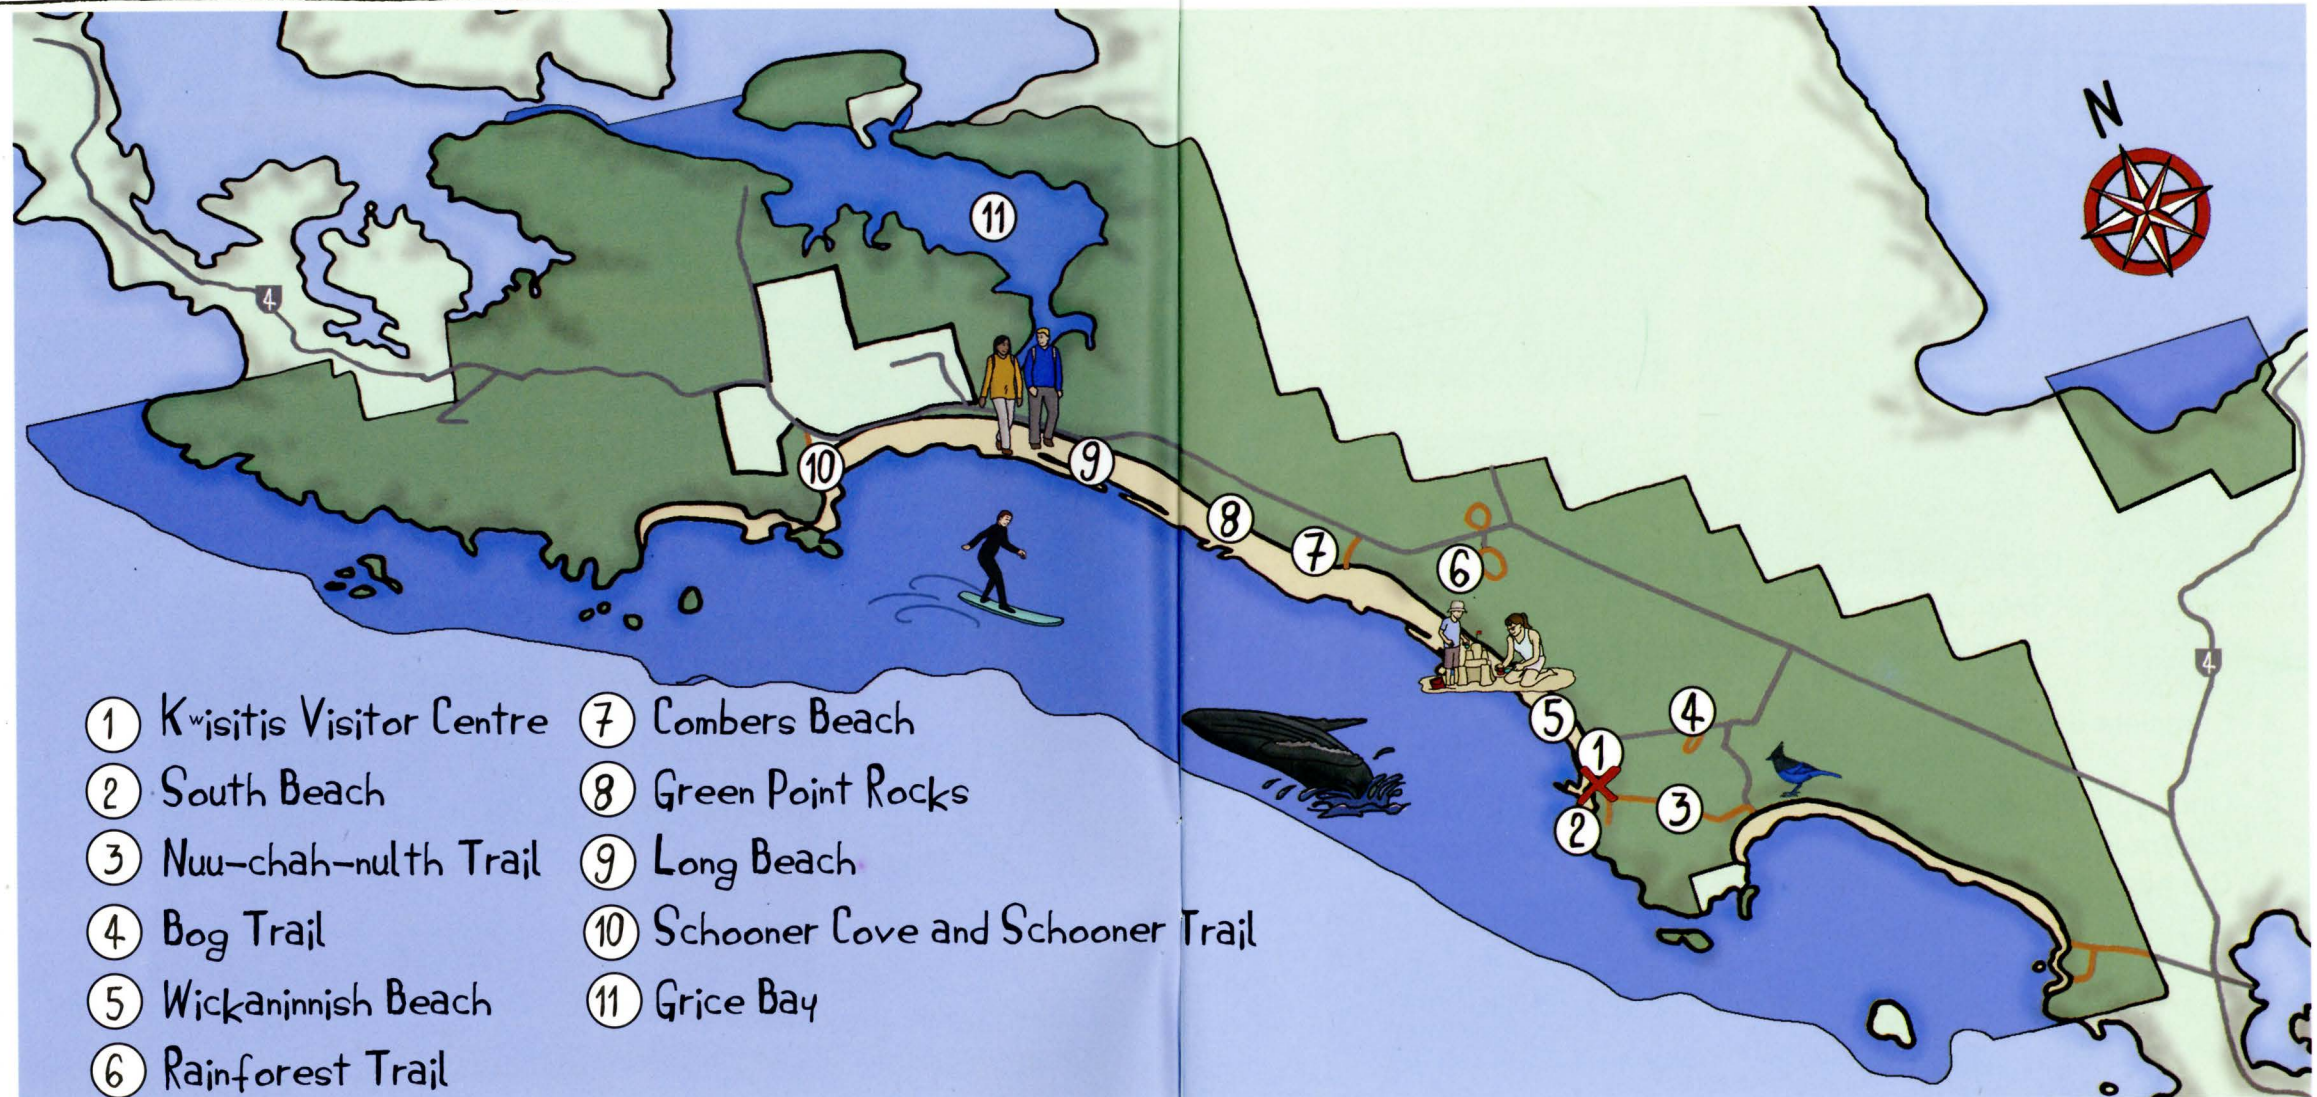 N
11
4
10
9
8
7
6
4
5
4
1
3
2
1 Kwisitis Visitor Centre
2 South Beach
3 Nuu-chah-nulth Trail
4 Bog Trail
5 Wickaninnish Beach
6 Rainforest Trail
7 Combers Beach
8 Green Point Rocks
9 Long Beach
10 Schooner Cove and Schooner Trail
11 Grice Bay